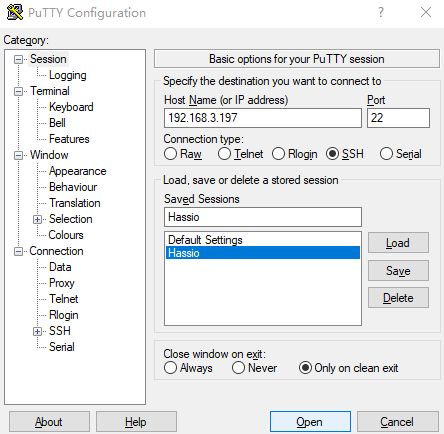 PuTTY Configuration
?
Category:
Session
Logging
Terminal
Keyboard
Bell
Features
Window
Appearance
Behaviour
Translation
Selection
Colours
Connection
Data
Proxy
Telnet
Rlogin
SSH
Serial
Basic options for your PuTTY session
Specify the destination you want to connect to
Host Name (or IP address) Port
192.168.3.197 22
Connection type:
Raw Telnet Rlogin SSH Serial
Load, save or delete a stored session
Saved Sessions
Hassio
Default Settings
Hassio
Load
Save
Delete
Close window on exit:
Always Never Only on clean exit
About Help Open Cancel